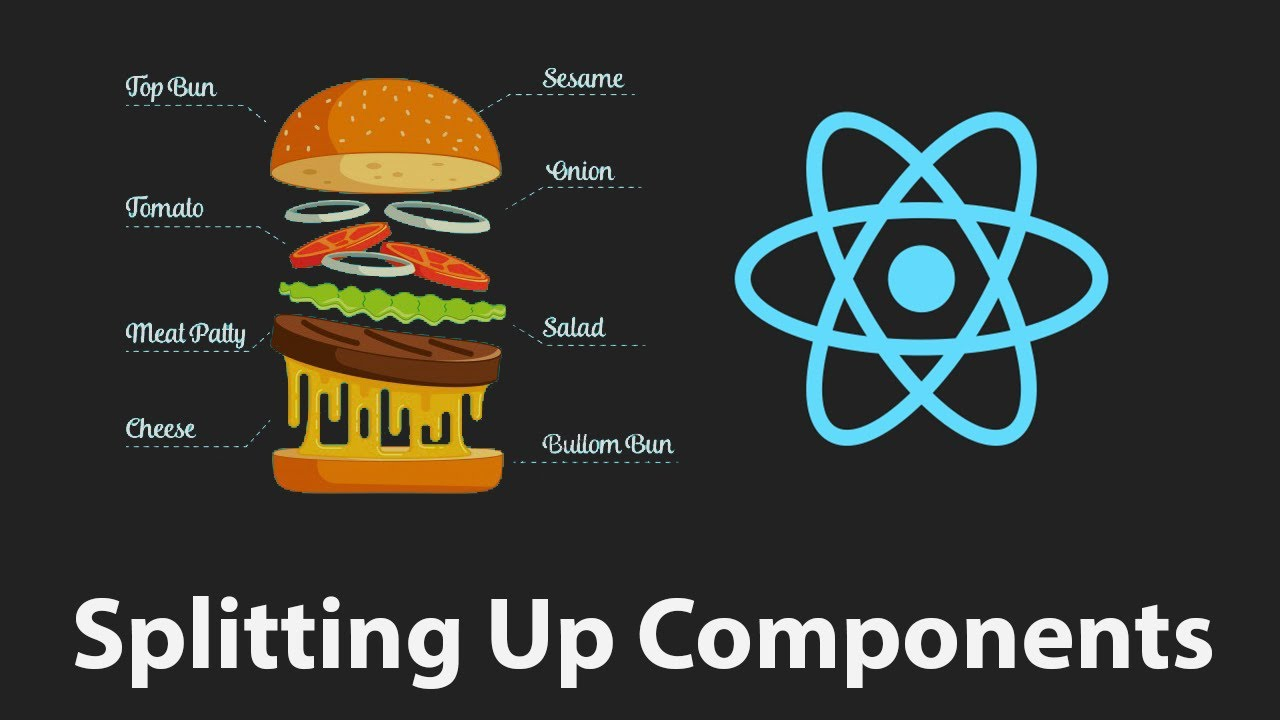 Top Bun
Sesame
Onion
Tomato
Meat Patty
Salad
Cheese
Bullom Bun
Splitting Up Components